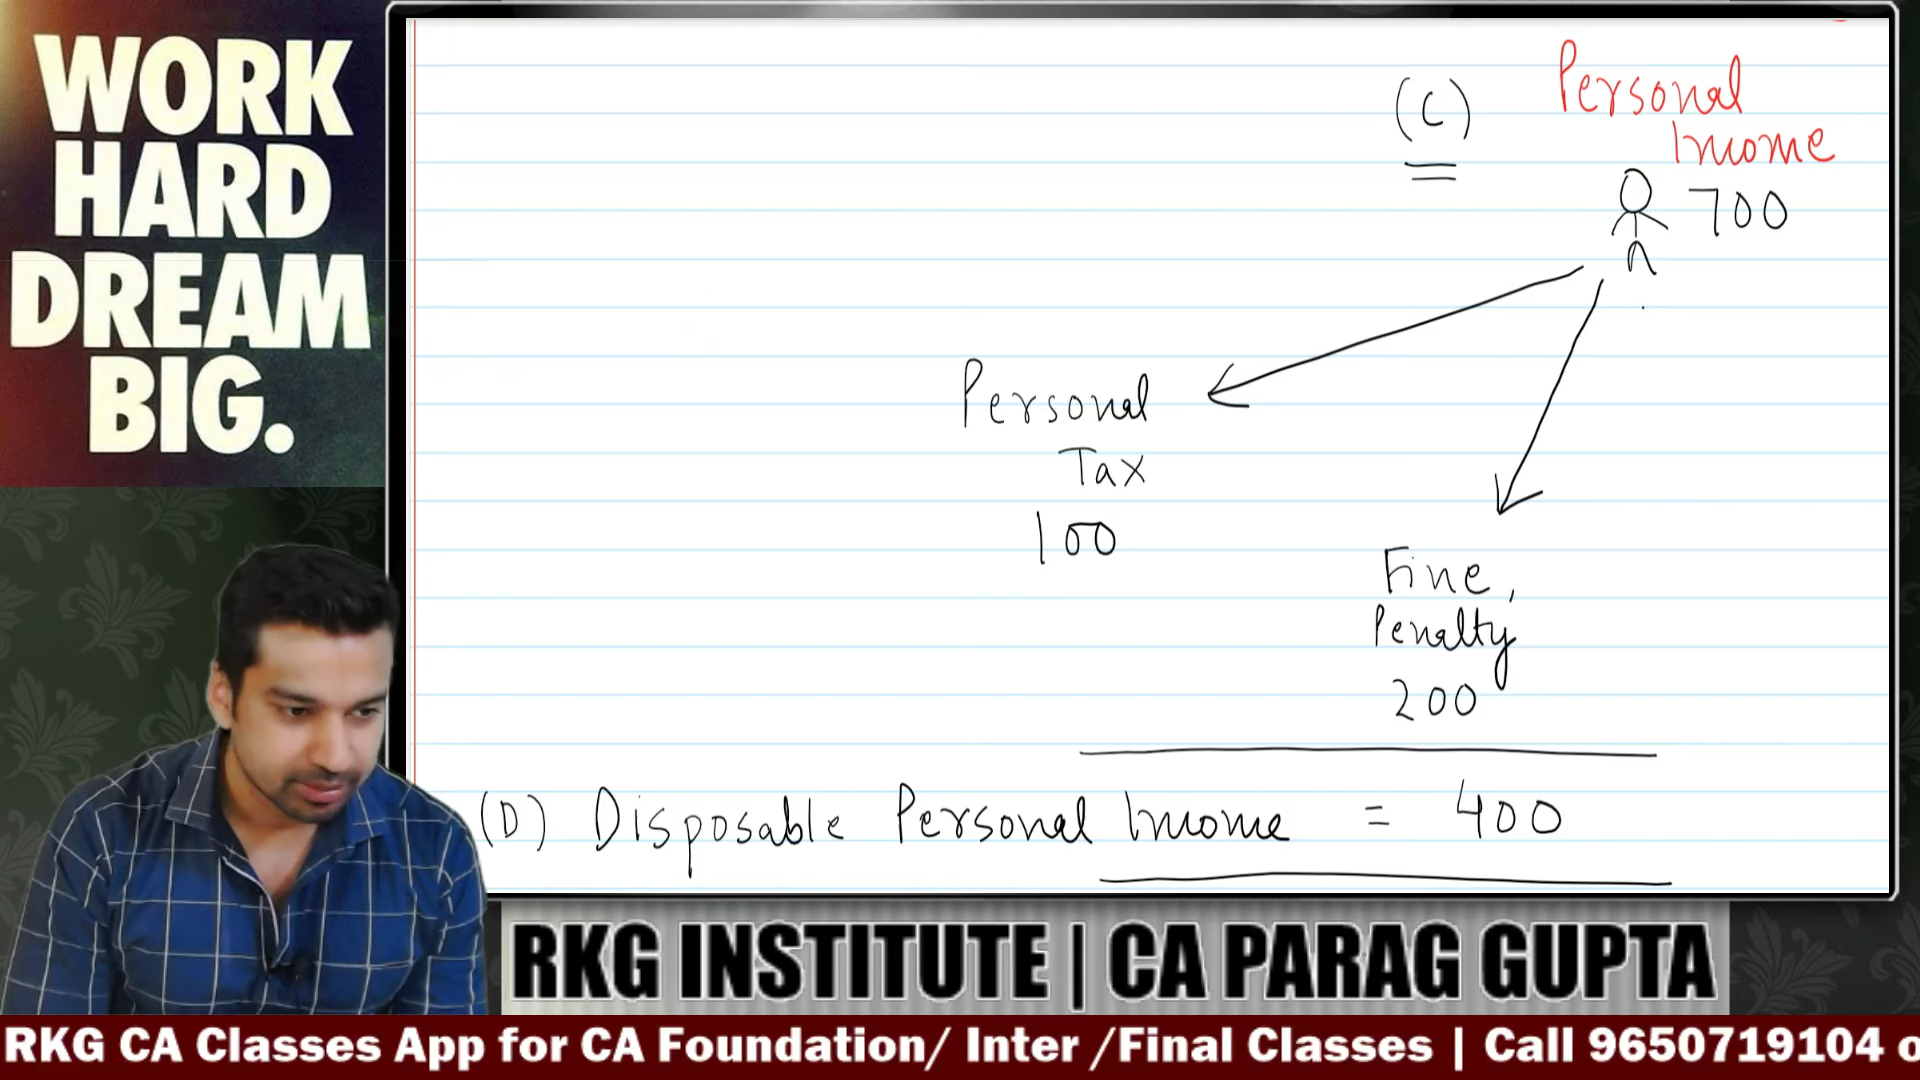 WORK
HARD
DREAM
BIG.
(C)
Personal
Income
700
Personal
Tax
100
Fine,
Penalty
200
(D) Disposable Personal Income = 400
RKG INSTITUTE | CA PARAG GUPTA
RKG CA Classes App for CA Foundation/ Inter /Final Classes | Call 9650719104 o